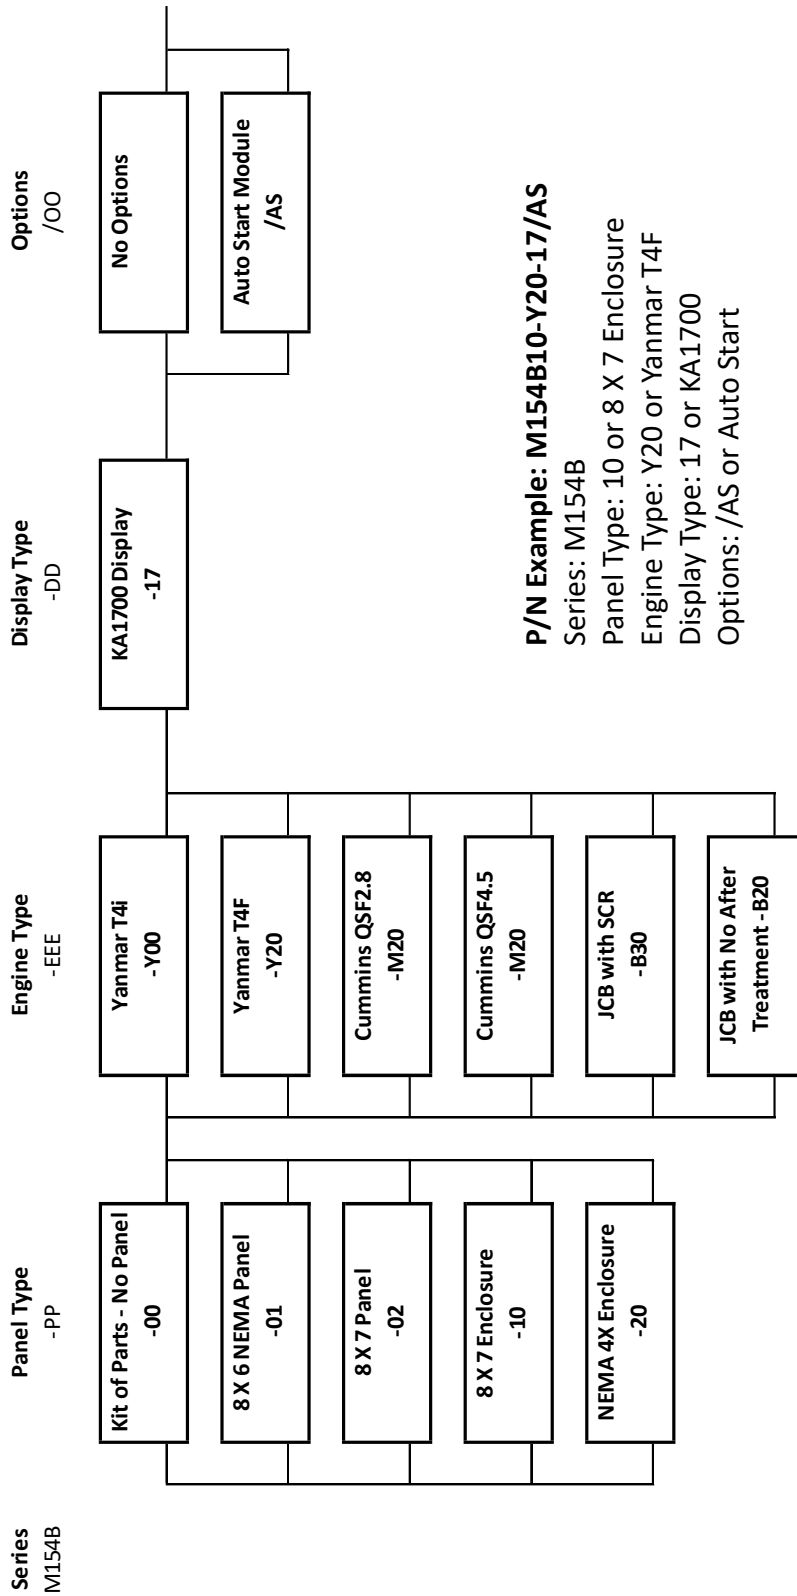 Series
M154B
Panel Type
-PP
Kit of Parts - No Panel
-00
8 X 6 NEMA Panel
-01
8 X 7 Panel
-02
8 X 7 Enclosure
-10
NEMA 4X Enclosure
-20
Engine Type
-EEE
Yanmar T4i
-Y00
Yanmar T4F
-Y20
Cummins QSF2.8
-M20
Cummins QSF4.5
-M20
JCB with SCR
-B30
JCB with No After
Treatment -B20
Display Type
-DD
KA1700 Display
-17
Options
/OO
No Options
Auto Start Module
/AS
P/N Example: M154B10-Y20-17/AS
Series: M154B
Panel Type: 10 or 8 X 7 Enclosure
Engine Type: Y20 or Yanmar T4F
Display Type: 17 or KA1700
Options: /AS or Auto Start